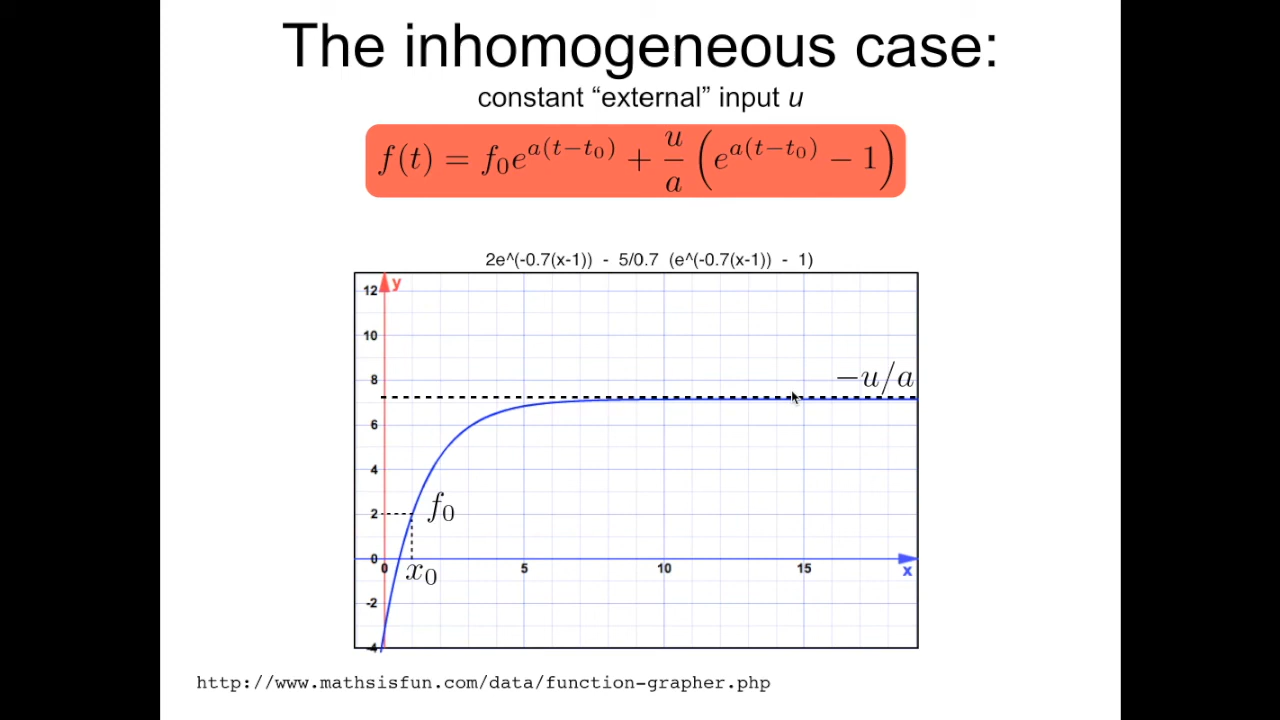 The inhomogeneous case:
constant “external” input u
f(t) = f₀e^{a(t−t₀)} + u/a (e^{a(t−t₀)} − 1)
2e^(-0.7(x-1)) - 5/0.7 (e^(-0.7(x-1)) - 1)
y
12
10
8
−u/a
6
4
2
f₀
0
0
x₀
5
10
15
x
-2
-4
http://www.mathsisfun.com/data/function-grapher.php